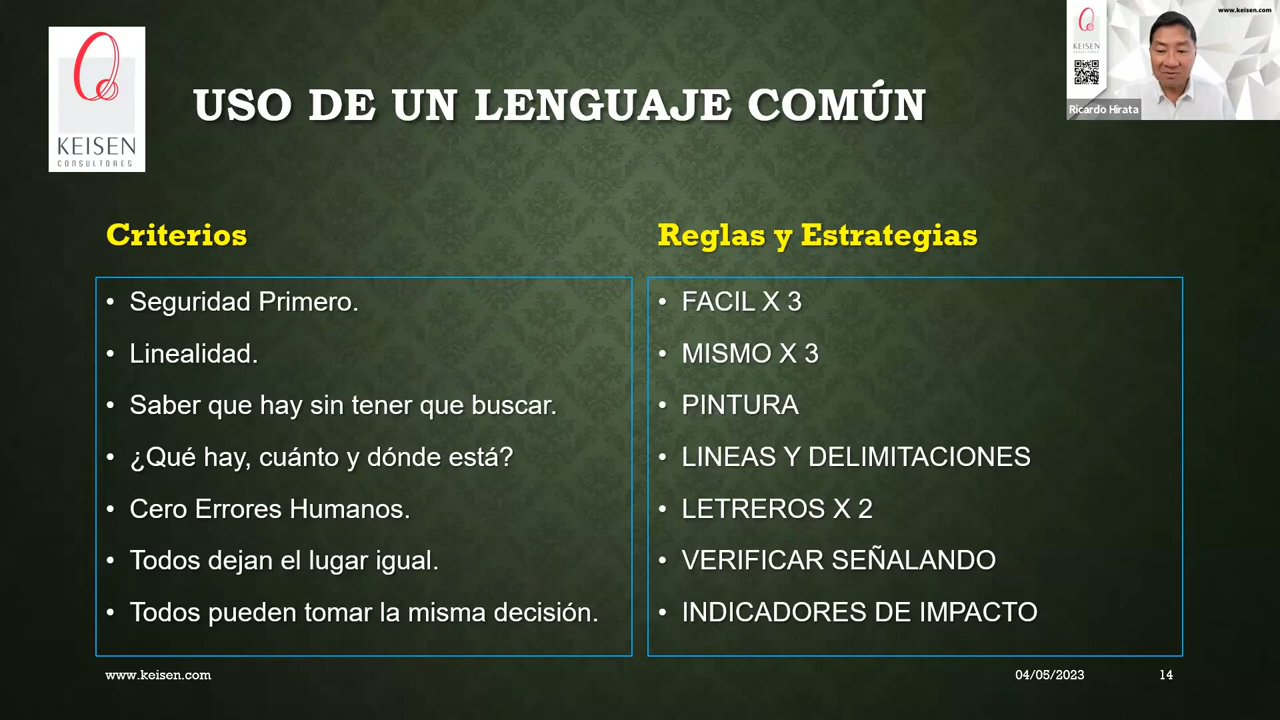 www.keisen.com
KEISEN
CONSULTORES
KEISEN
Ricardo Hirata
USO DE UN LENGUAJE COMÚN
Criterios
• Seguridad Primero.
• Linealidad.
• Saber que hay sin tener que buscar.
• ¿Qué hay, cuánto y dónde está?
• Cero Errores Humanos.
• Todos dejan el lugar igual.
• Todos pueden tomar la misma decisión.
Reglas y Estrategias
• FACIL X 3
• MISMO X 3
• PINTURA
• LINEAS Y DELIMITACIONES
• LETREROS X 2
• VERIFICAR SEÑALANDO
• INDICADORES DE IMPACTO
www.keisen.com
04/05/2023
14